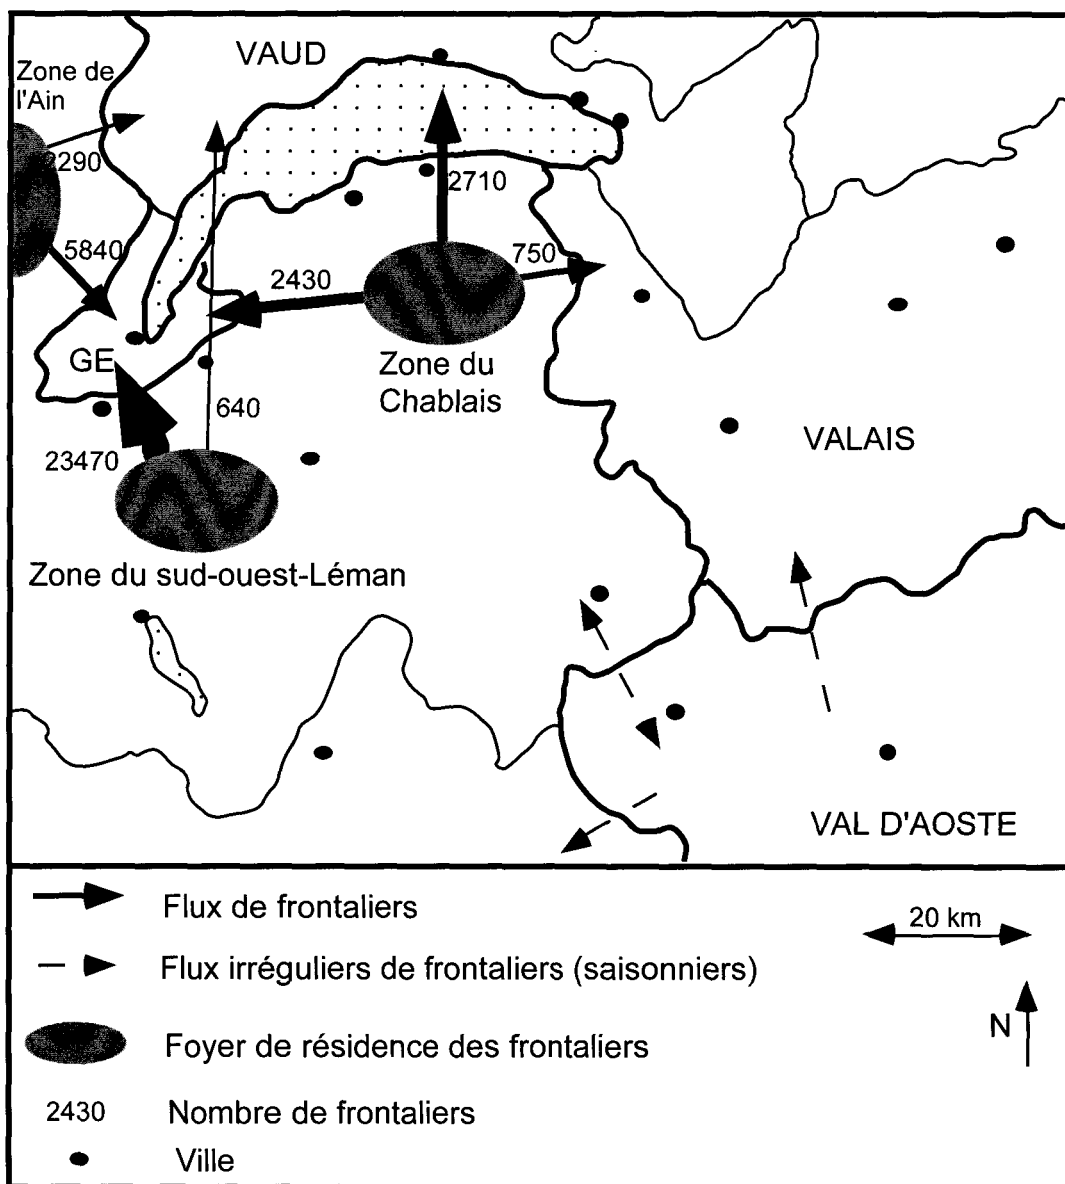 VAUD
Zone de
l'Ain
2290
2710
5840
750
2430
GE
Zone du
Chablais
640
VALAIS
23470
Zone du sud-ouest-Léman
VAL D'AOSTE
Flux de frontaliers
20 km
Flux irréguliers de frontaliers (saisonniers)
N
Foyer de résidence des frontaliers
2430
Nombre de frontaliers
Ville